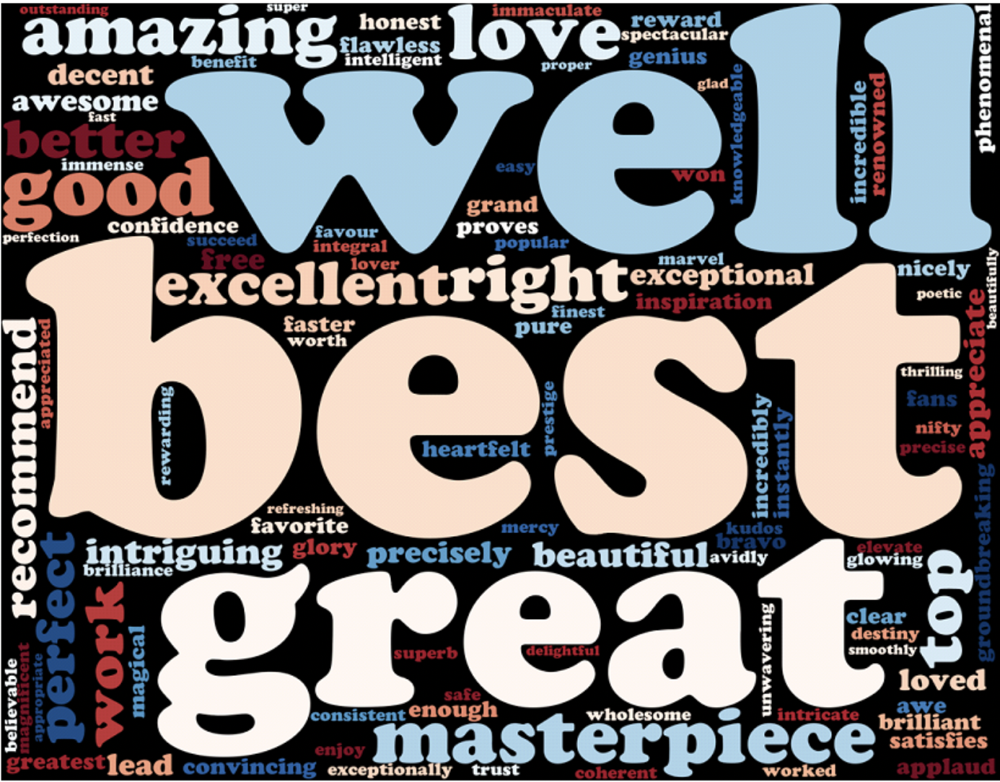 outstanding
super
amazing
honest
love
immaculate
reward
spectacular
flawless
intelligent
benefit
proper
genius
phenomenal
decent
awesome
fast
well
glad
knowledgeable
incredible
renowned
better
immense
good
easy
won
grand
confidence
perfection
succeed
favour
proves
popular
integral
free
lover
marvel
nicely
beautifully
excellent
right
exceptional
poetic
inspiration
finest
pure
faster
worth
best
recommend
appreciated
appreciate
thrilling
fans
nifty
precise
rewarding
prestige
heartfelt
incredibly
instantly
groundbreaking
refreshing
favorite
mercy
kudos
bravo
intriguing
glory
precisely
beautiful
avidly
elevate
glowing
brilliance
perfect
work
magical
great
top
clear
destiny
smoothly
unwavering
superb
delightful
believable
magnificent
appropriate
loved
safe
consistent
enough
wholesome
intricate
awe
brilliant
satisfies
masterpiece
enjoy
greatest
lead
convincing
exceptionally
trust
coherent
worked
applaud